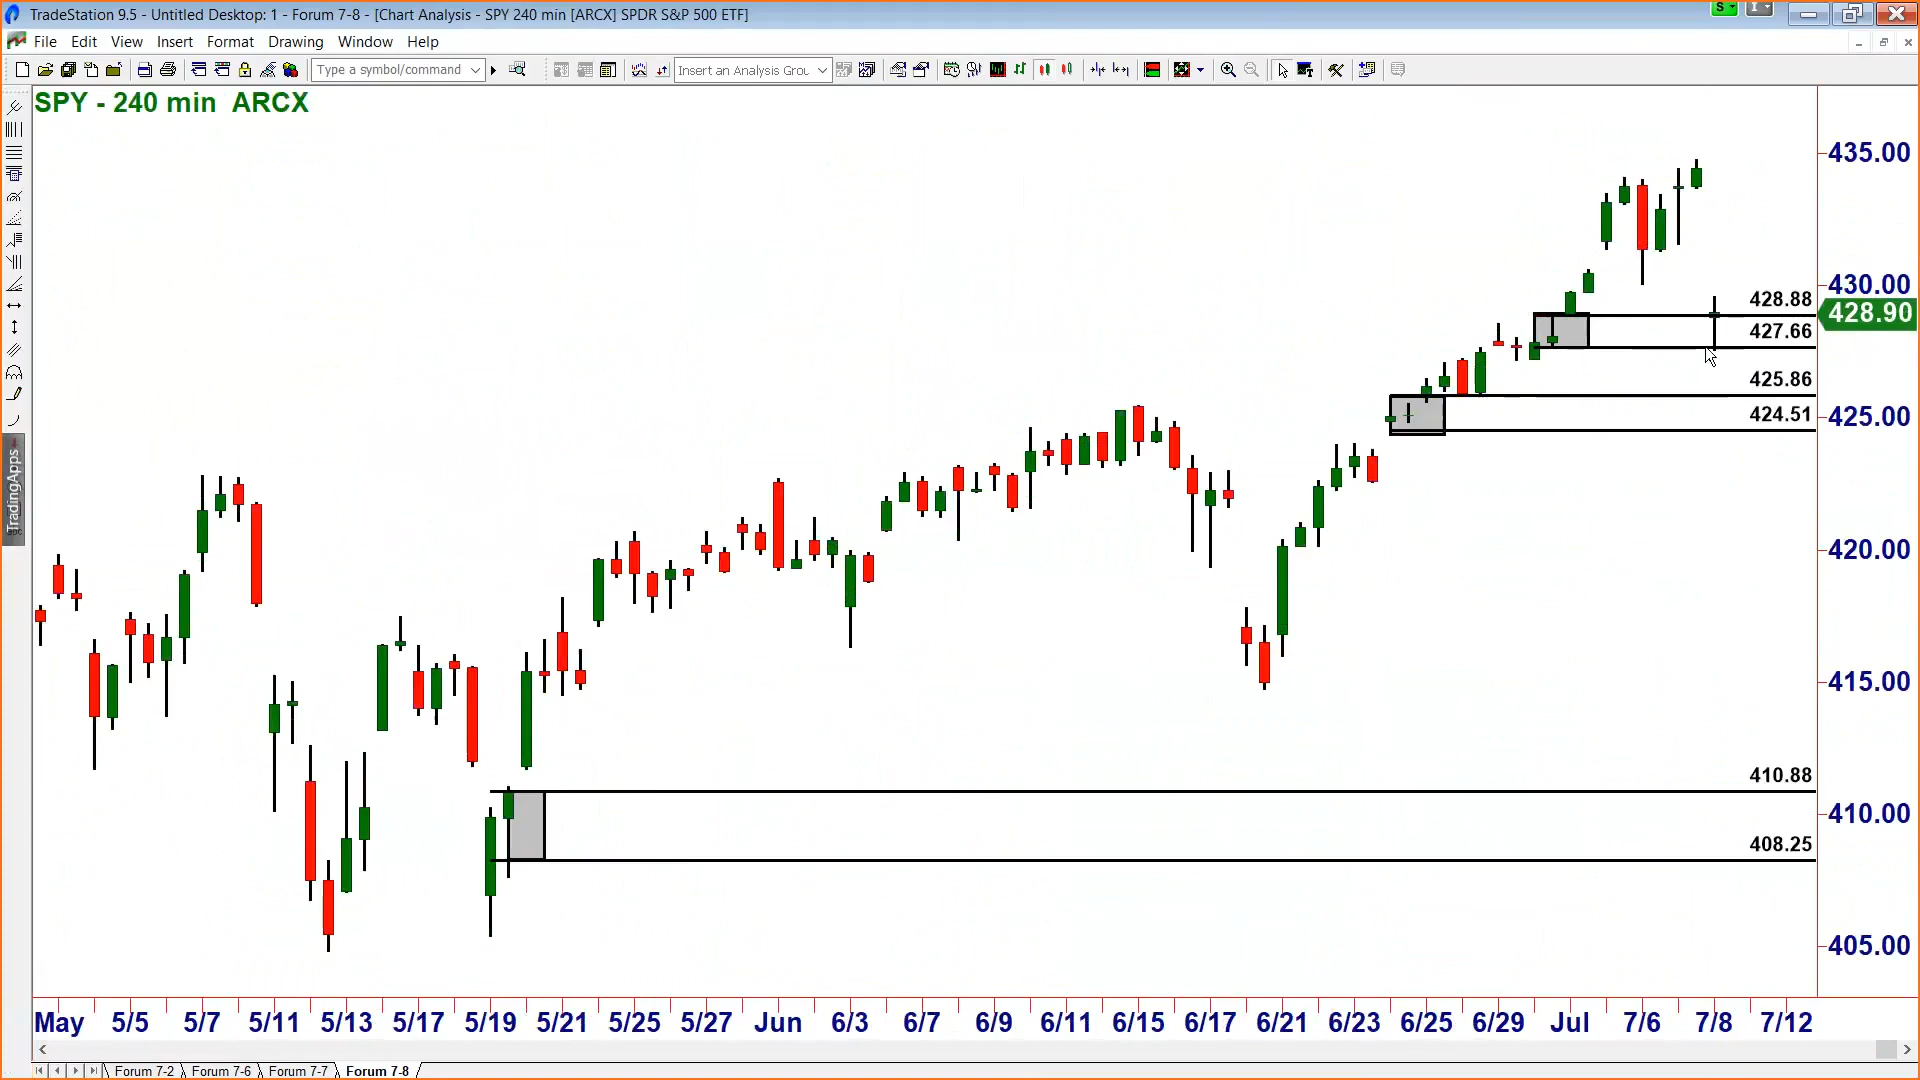 TradeStation 9.5 - Untitled Desktop: 1 - Forum 7-8 - [Chart Analysis - SPY 240 min [ARCX] SPDR S&P 500 ETF]
S
I
File Edit View Insert Format Drawing Window Help
Type a symbol/command
Insert an Analysis Grou
SPY - 240 min ARCX
435.00
430.00
428.88
428.90
427.66
425.86
425.00
424.51
420.00
415.00
410.88
410.00
408.25
405.00
TradingApps
May 5/5 5/7 5/11 5/13 5/17 5/19 5/21 5/25 5/27 Jun 6/3 6/7 6/9 6/11 6/15 6/17 6/21 6/23 6/25 6/29 Jul 7/6 7/8 7/12
Forum 7-2 Forum 7-6 Forum 7-7 Forum 7-8